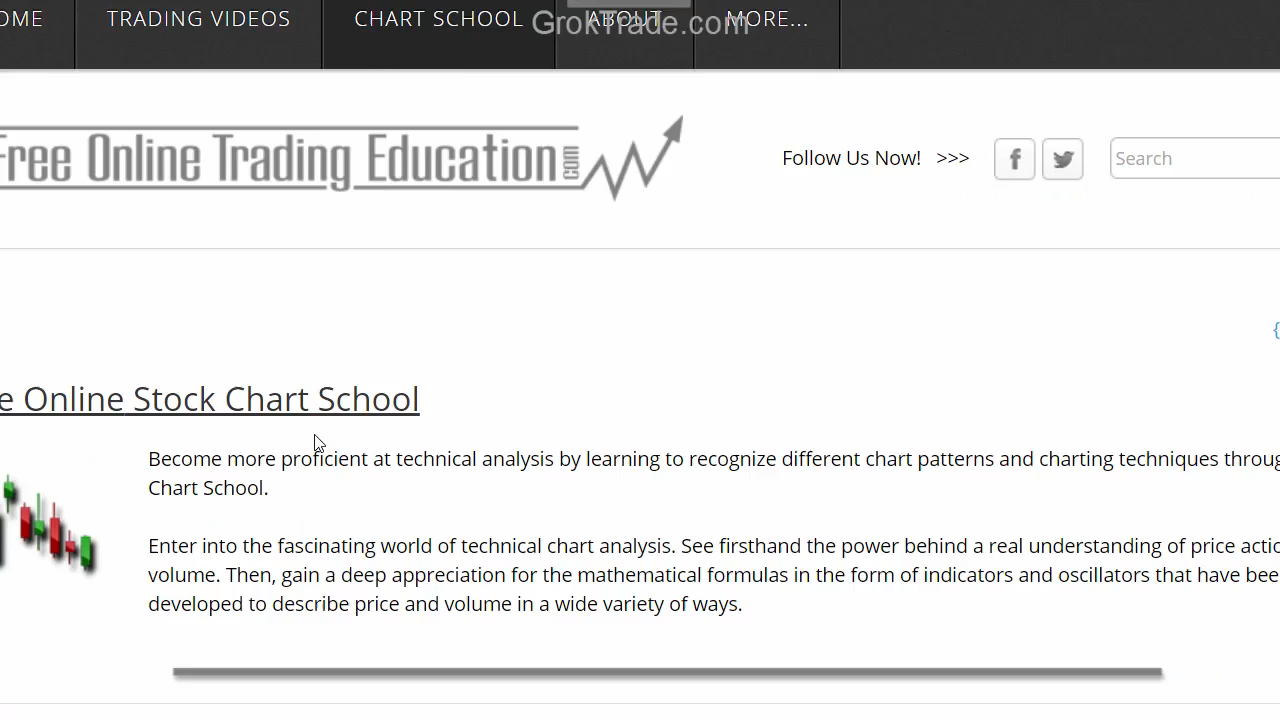 OME TRADING VIDEOS CHART SCHOOL ABOUT MORE...
GrokTrade.com
Free Online Trading Education.com
Follow Us Now! >>> f Search
{
e Online Stock Chart School
Become more proficient at technical analysis by learning to recognize different chart patterns and charting techniques throug
Chart School.
Enter into the fascinating world of technical chart analysis. See firsthand the power behind a real understanding of price actio
volume. Then, gain a deep appreciation for the mathematical formulas in the form of indicators and oscillators that have bee
developed to describe price and volume in a wide variety of ways.